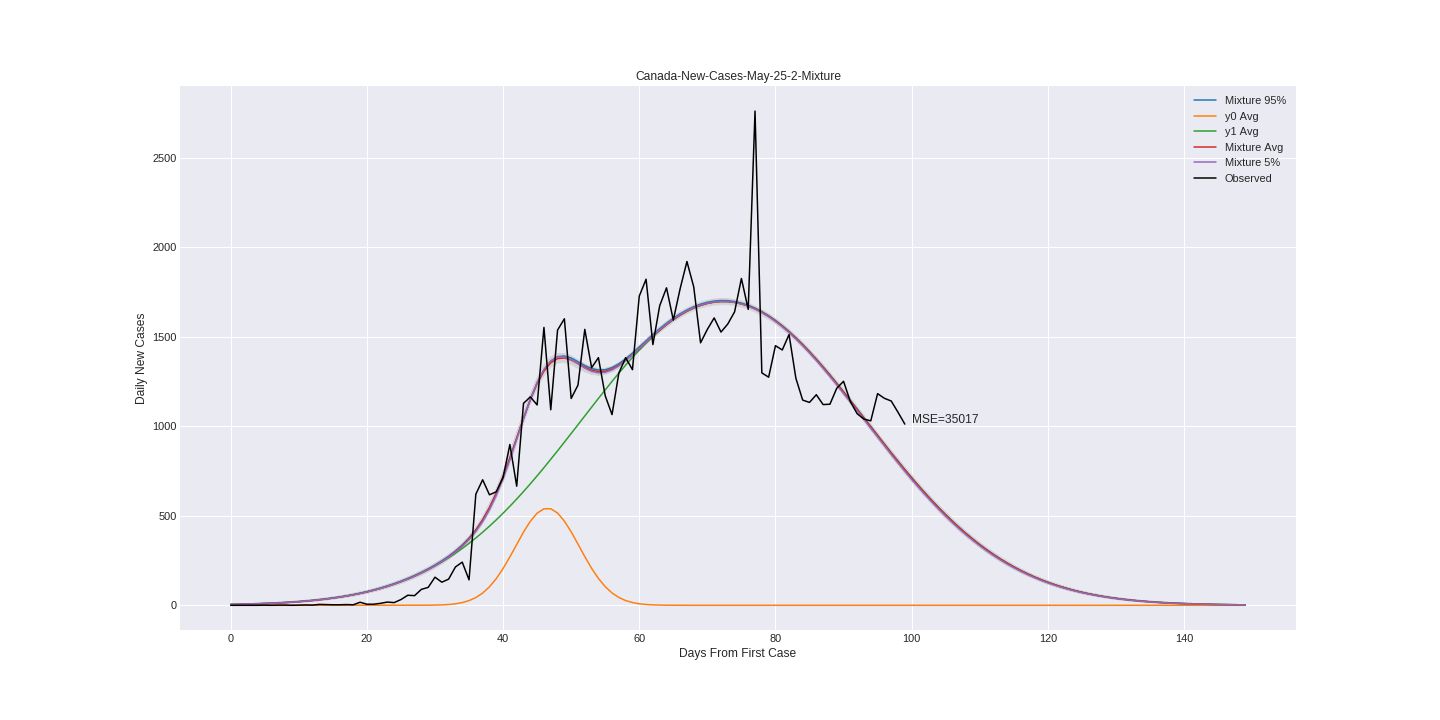 Canada-New-Cases-May-25-2-Mixture
Mixture 95%
y0 Avg
y1 Avg
Mixture Avg
Mixture 5%
Observed
Daily New Cases
2500
2000
1500
1000
500
0
MSE=35017
0 20 40 60 80 100 120 140
Days From First Case